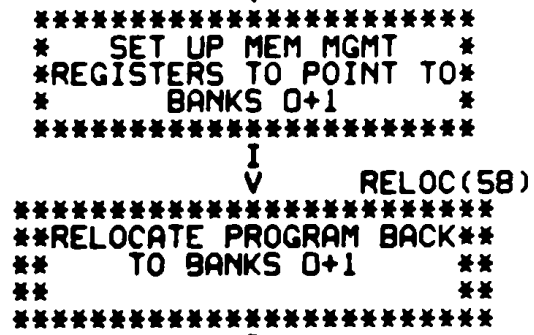 ***********************
* SET UP MEM MGMT *
*REGISTERS TO POINT TO*
* BANKS 0+1 *
***********************
I
V RELOC(58)
*************************
**RELOCATE PROGRAM BACK**
** TO BANKS 0+1 **
** **
*************************